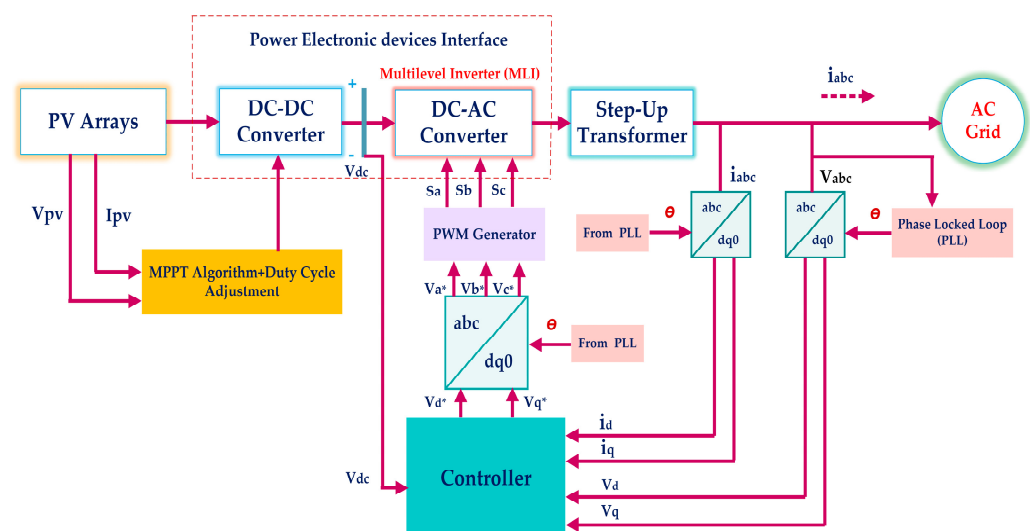 Power Electronic devices Interface
Multilevel Inverter (MLI)
iabc
PV Arrays
DC-DC
Converter
+
-
Vdc
DC-AC
Converter
Step-Up
Transformer
AC
Grid
Vpv
Ipv
Sa
Sb
Sc
iabc
Vabc
MPPT Algorithm+Duty Cycle
Adjustment
PWM Generator
From PLL
Ɵ
abc
dq0
abc
dq0
Ɵ
Phase Locked Loop
(PLL)
Va*
Vb*
Vc*
abc
dq0
Ɵ
From PLL
Vd*
Vq*
Controller
Vdc
id
iq
Vd
Vq